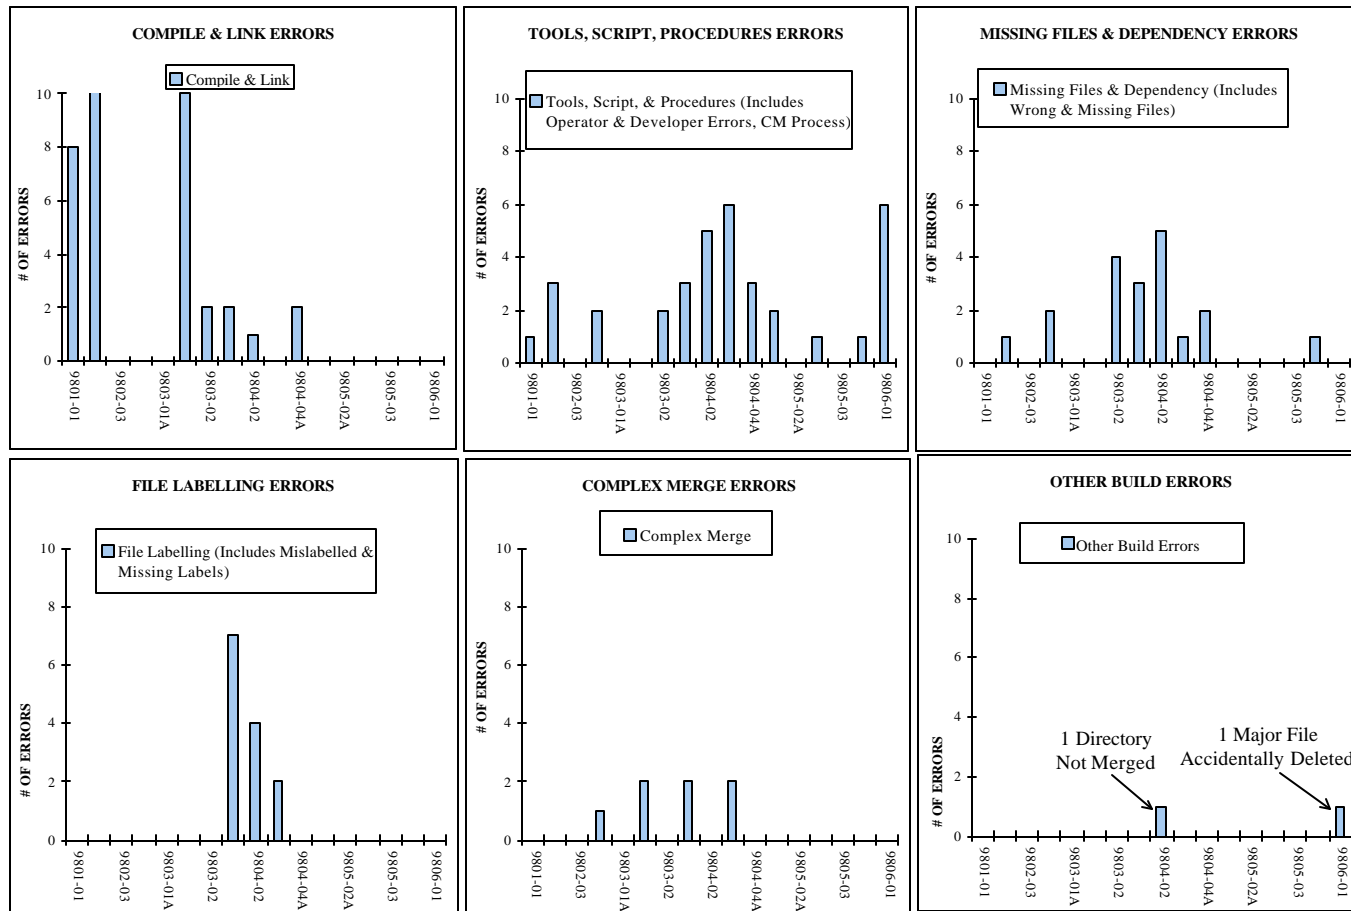 COMPILE & LINK ERRORS
Compile & Link
10
8
6
4
2
0
# OF ERRORS
9801-01
9802-03
9803-01A
9803-02
9804-02
9804-04A
9805-02A
9805-03
9806-01
TOOLS, SCRIPT, PROCEDURES ERRORS
Tools, Script, & Procedures (Includes
Operator & Developer Errors, CM Process)
10
8
6
4
2
0
# OF ERRORS
9801-01
9802-03
9803-01A
9803-02
9804-02
9804-04A
9805-02A
9805-03
9806-01
MISSING FILES & DEPENDENCY ERRORS
Missing Files & Dependency (Includes
Wrong & Missing Files)
10
8
6
4
2
0
# OF ERRORS
9801-01
9802-03
9803-01A
9803-02
9804-02
9804-04A
9805-02A
9805-03
9806-01
FILE LABELLING ERRORS
File Labelling (Includes Mislabelled &
Missing Labels)
10
8
6
4
2
0
# OF ERRORS
9801-01
9802-03
9803-01A
9803-02
9804-02
9804-04A
9805-02A
9805-03
9806-01
COMPLEX MERGE ERRORS
Complex Merge
10
8
6
4
2
0
# OF ERRORS
9801-01
9802-03
9803-01A
9803-02
9804-02
9804-04A
9805-02A
9805-03
9806-01
OTHER BUILD ERRORS
Other Build Errors
10
8
6
4
2
0
# OF ERRORS
1 Directory
Not Merged
1 Major File
Accidentally Deleted
9801-01
9802-03
9803-01A
9803-02
9804-02
9804-04A
9805-02A
9805-03
9806-01